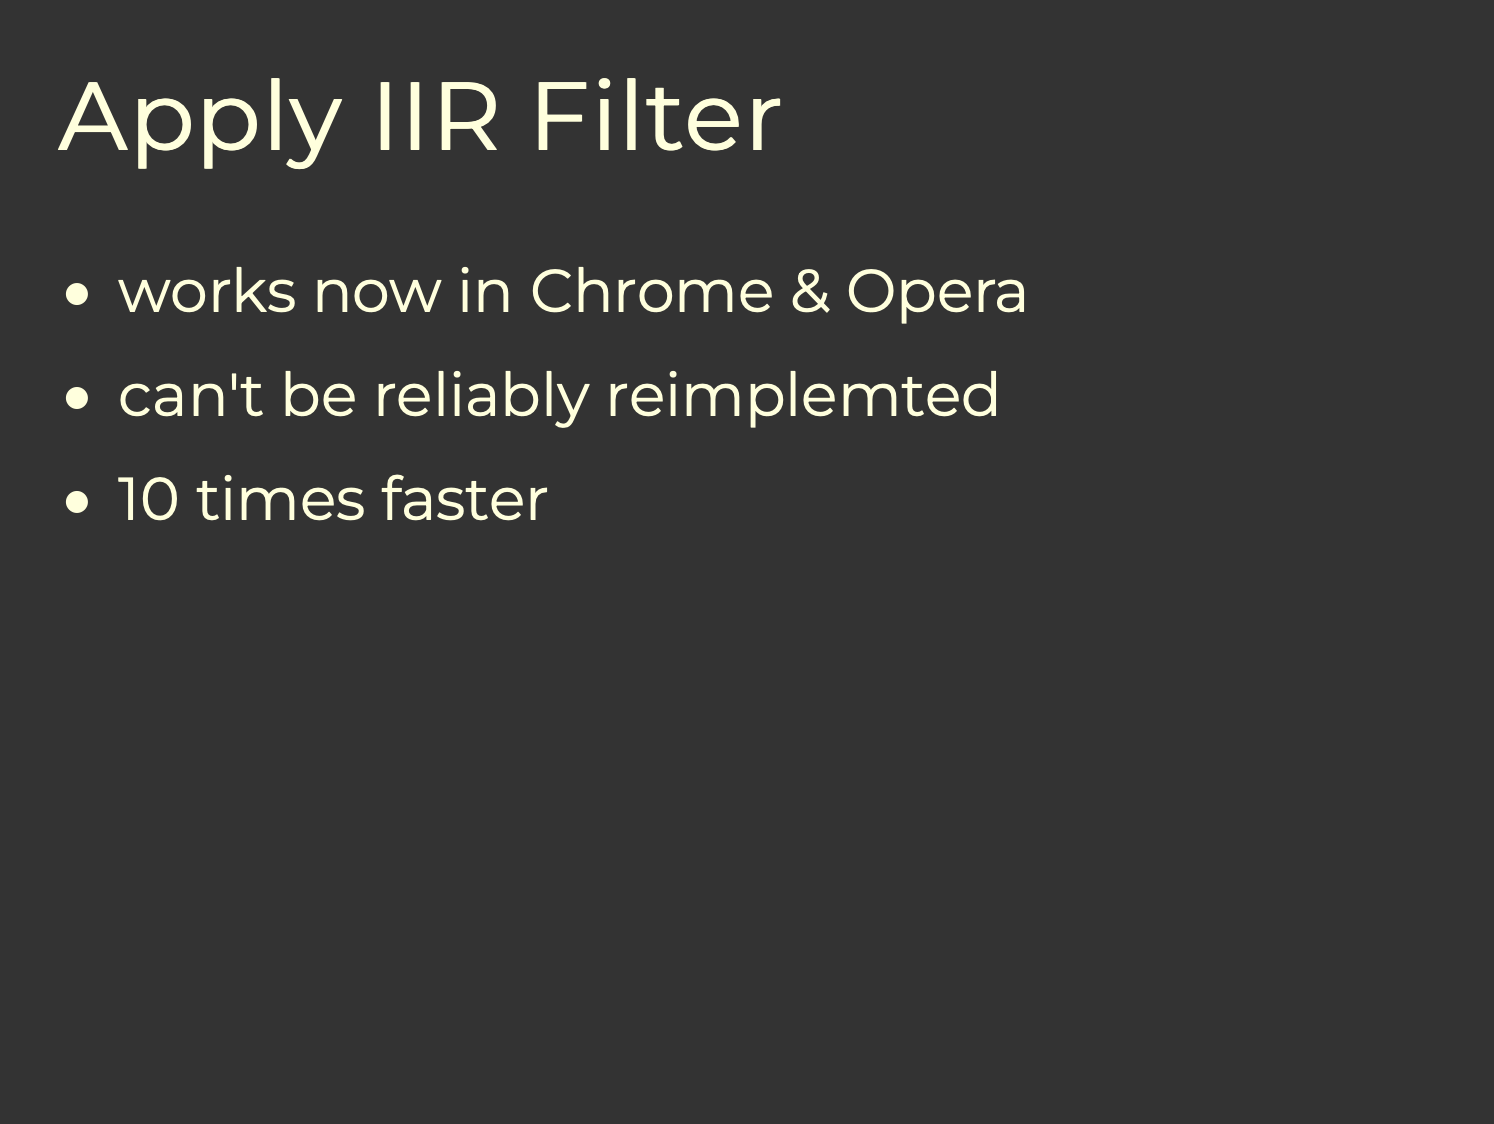 Apply IIR Filter
• works now in Chrome & Opera
• can't be reliably reimplemted
• 10 times faster